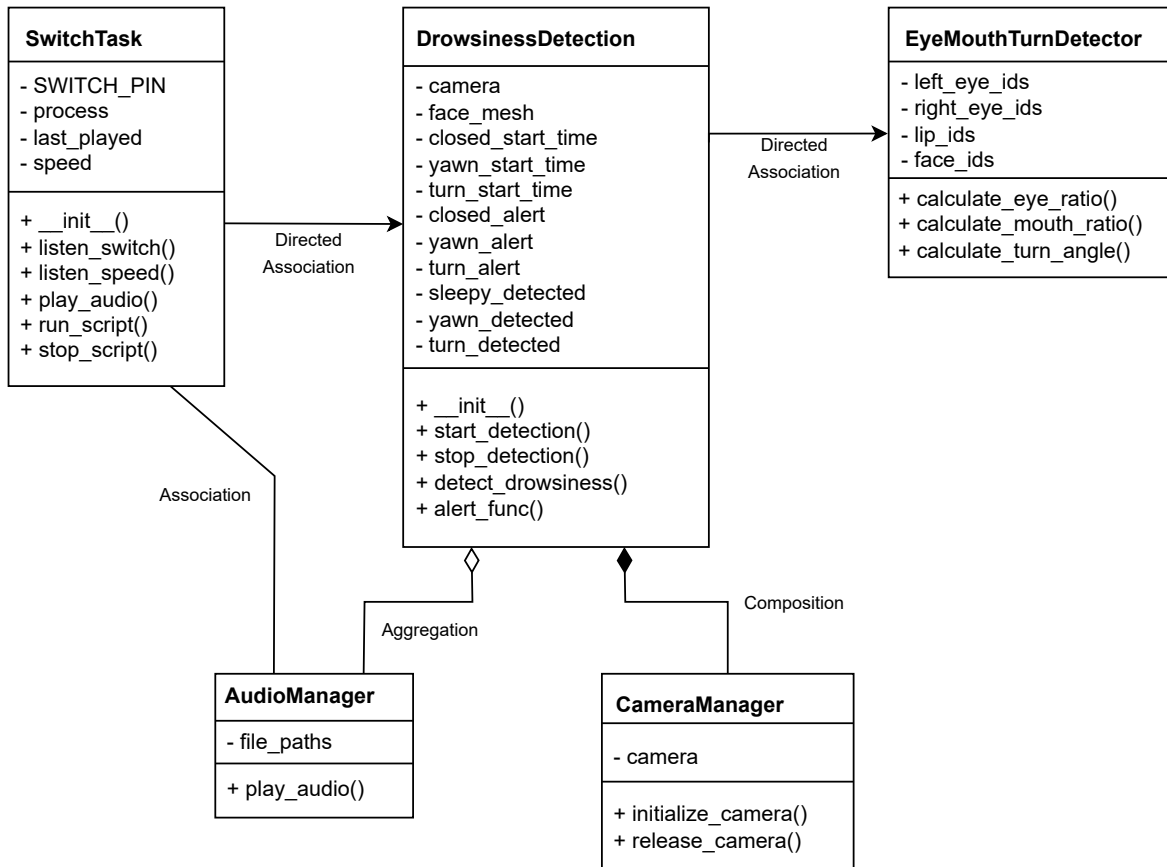 SwitchTask
- SWITCH_PIN
- process
- last_played
- speed
+ __init__()
+ listen_switch()
+ listen_speed()
+ play_audio()
+ run_script()
+ stop_script()
Directed
Association
DrowsinessDetection
- camera
- face_mesh
- closed_start_time
- yawn_start_time
- turn_start_time
- closed_alert
- yawn_alert
- turn_alert
- sleepy_detected
- yawn_detected
- turn_detected
+ __init__()
+ start_detection()
+ stop_detection()
+ detect_drowsiness()
+ alert_func()
Directed
Association
EyeMouthTurnDetector
- left_eye_ids
- right_eye_ids
- lip_ids
- face_ids
+ calculate_eye_ratio()
+ calculate_mouth_ratio()
+ calculate_turn_angle()
Association
Aggregation
Composition
AudioManager
- file_paths
+ play_audio()
CameraManager
- camera
+ initialize_camera()
+ release_camera()